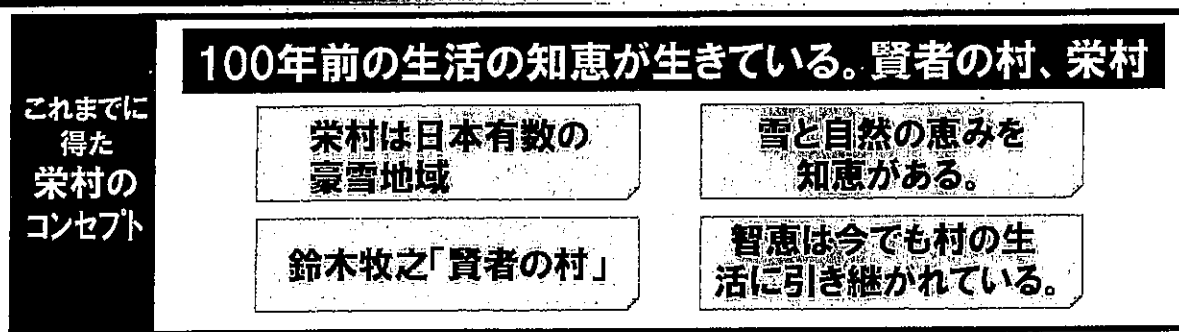 これまでに
得た
栄村の
コンセプト
100年前の生活の知恵が生きている。賢者の村、栄村
栄村は日本有数の
豪雪地域
雪と自然の恵みを
知恵がある。
鈴木牧之「賢者の村」
智恵は今でも村の生
活に引き継がれている。